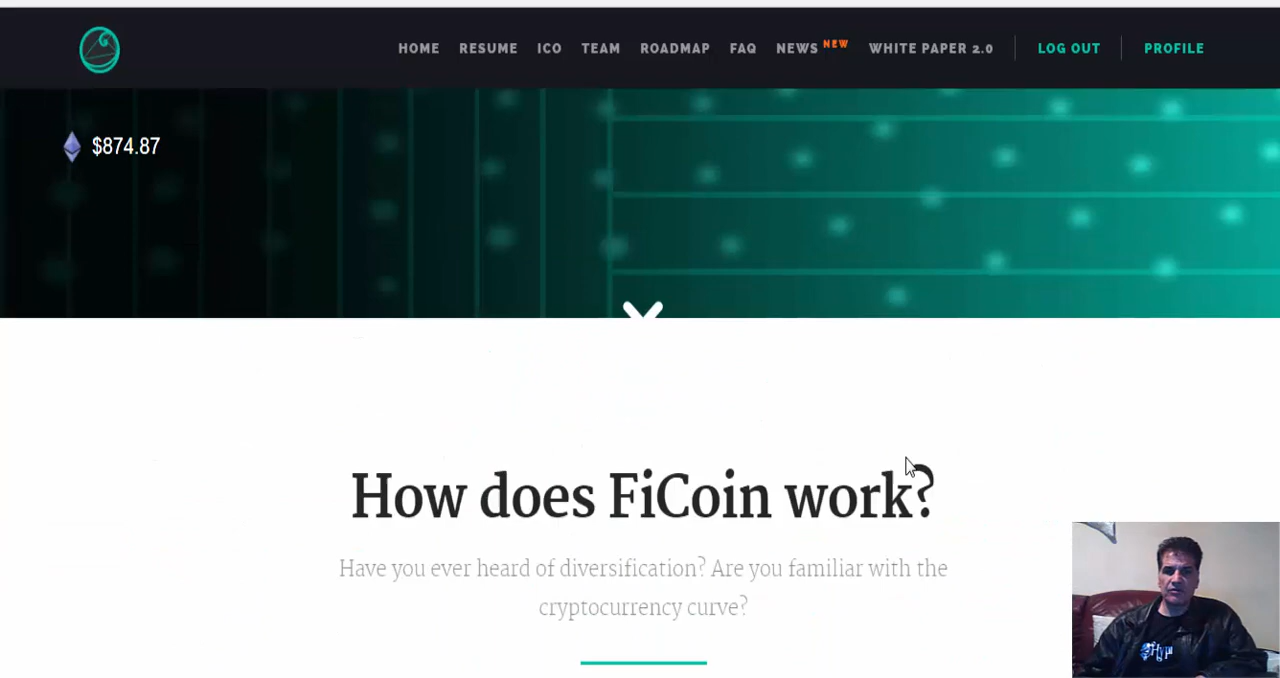 HOME RESUME ICO TEAM ROADMAP FAQ NEWS NEW WHITE PAPER 2.0 LOG OUT PROFILE
$874.87
How does FiCoin work?
Have you ever heard of diversification? Are you familiar with the
cryptocurrency curve?